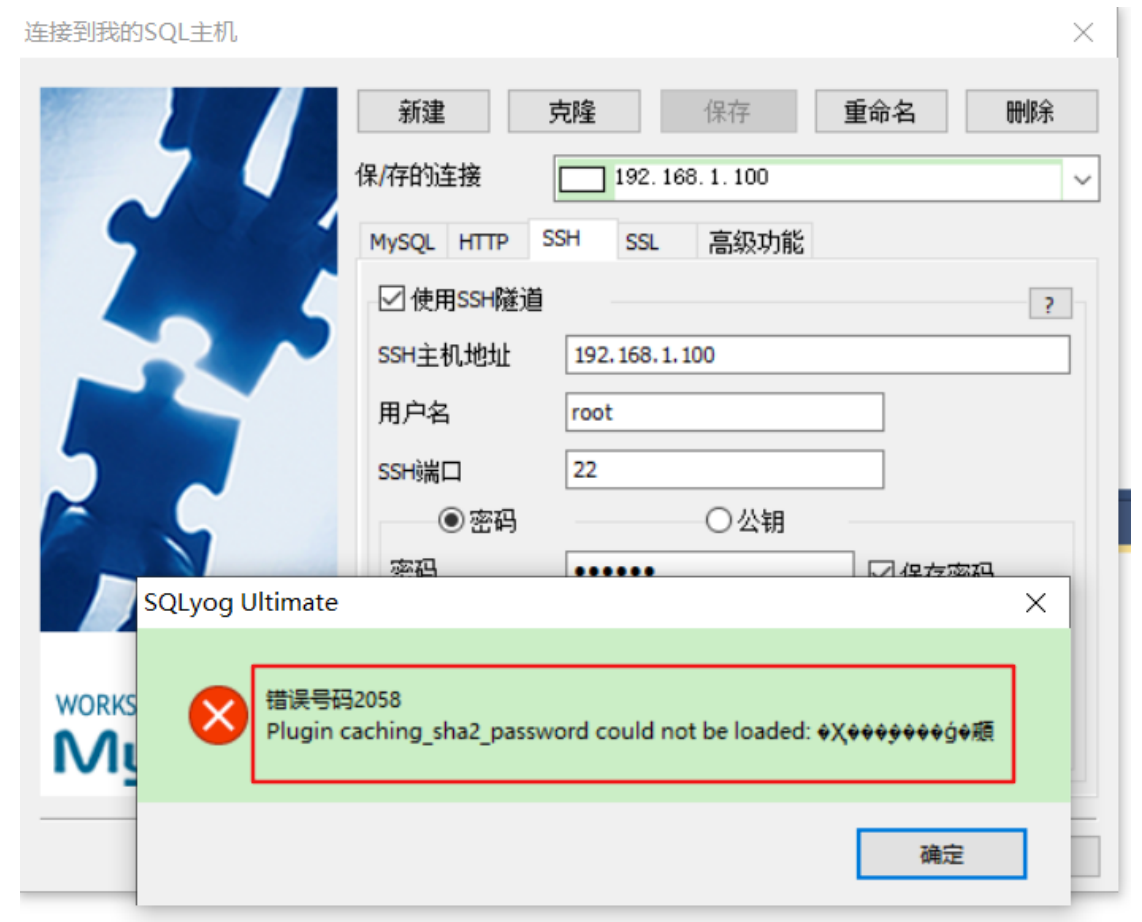 连接到我的SQL主机
新建 克隆 保存 重命名 删除
保/存的连接 192.168.1.100
MySQL HTTP SSH SSL 高级功能
使用SSH隧道 ?
SSH主机地址 192.168.1.100
用户名 root
SSH端口 22
密码 公钥
密码 •••••• 保存密码
SQLyog Ultimate
错误号码2058
Plugin caching_sha2_password could not be loaded:
WORKS
My
确定